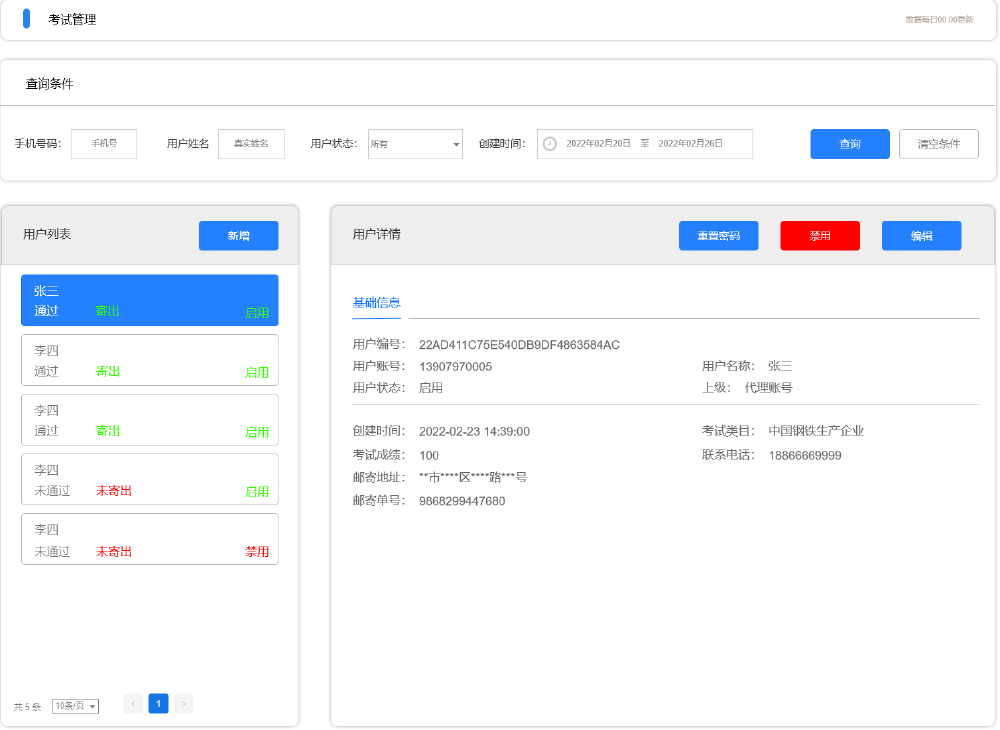 考试管理
数据每日00:00更新
查询条件
手机号码： 手机号 用户姓名 真实姓名 用户状态： 所有 创建时间： 2022年02月20日 至 2022年02月26日 查询 清空条件
用户列表 新增
张三
通过 寄出 启用
李四
通过 寄出 启用
李四
通过 寄出 启用
李四
未通过 未寄出 启用
李四
未通过 未寄出 禁用
共 5 条 10条/页 < 1 >
用户详情 重置密码 禁用 编辑
基础信息
用户编号： 22AD411C75E540DB9DF4863584AC
用户账号： 13907970005 用户名称： 张三
用户状态： 启用 上级： 代理账号
创建时间： 2022-02-23 14:39:00 考试类目： 中国钢铁生产企业
考试成绩： 100 联系电话： 18866669999
邮寄地址： **市****区****路***号
邮寄单号： 9868299447680